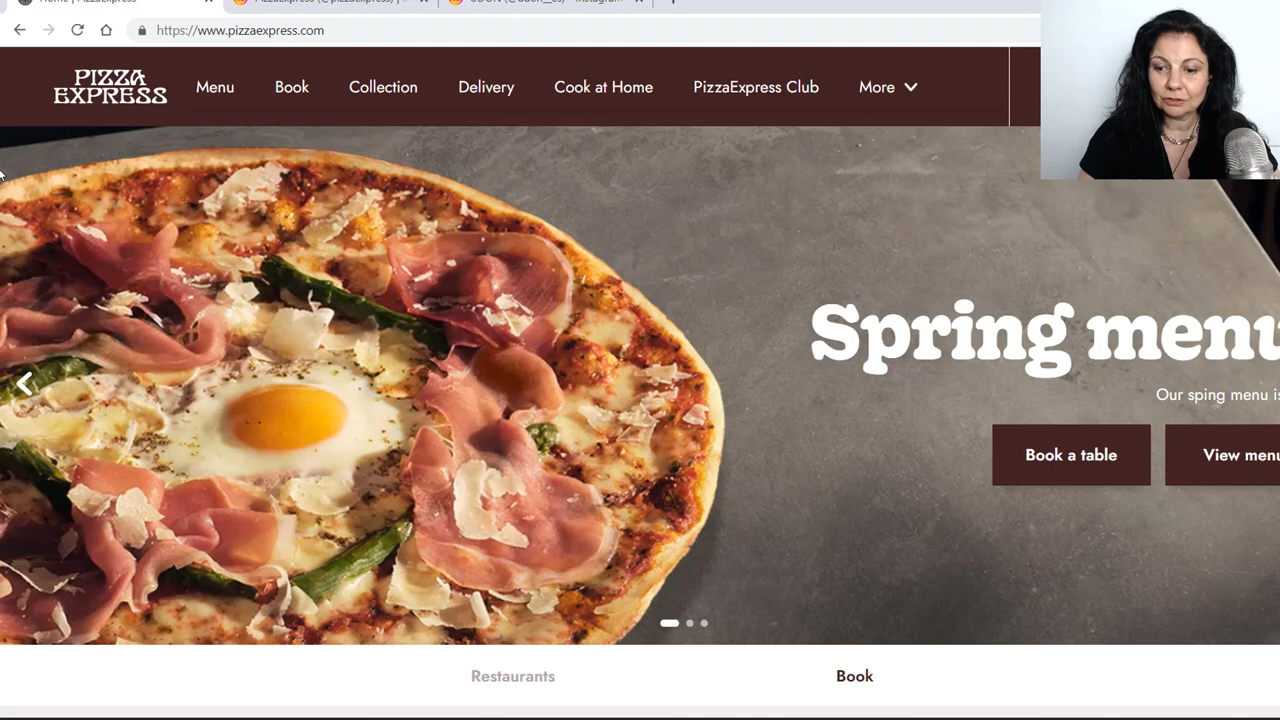 https://www.pizzaexpress.com
PIZZA
EXPRESS
Menu
Book
Collection
Delivery
Cook at Home
PizzaExpress Club
More
Spring menu
Our sping menu is
Book a table
View menu
Restaurants
Book